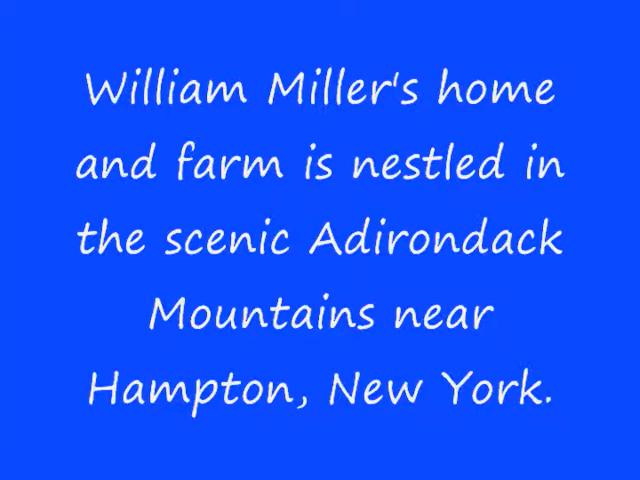 William Miller's home
and farm is nestled in
the scenic Adirondack
Mountains near
Hampton, New York.